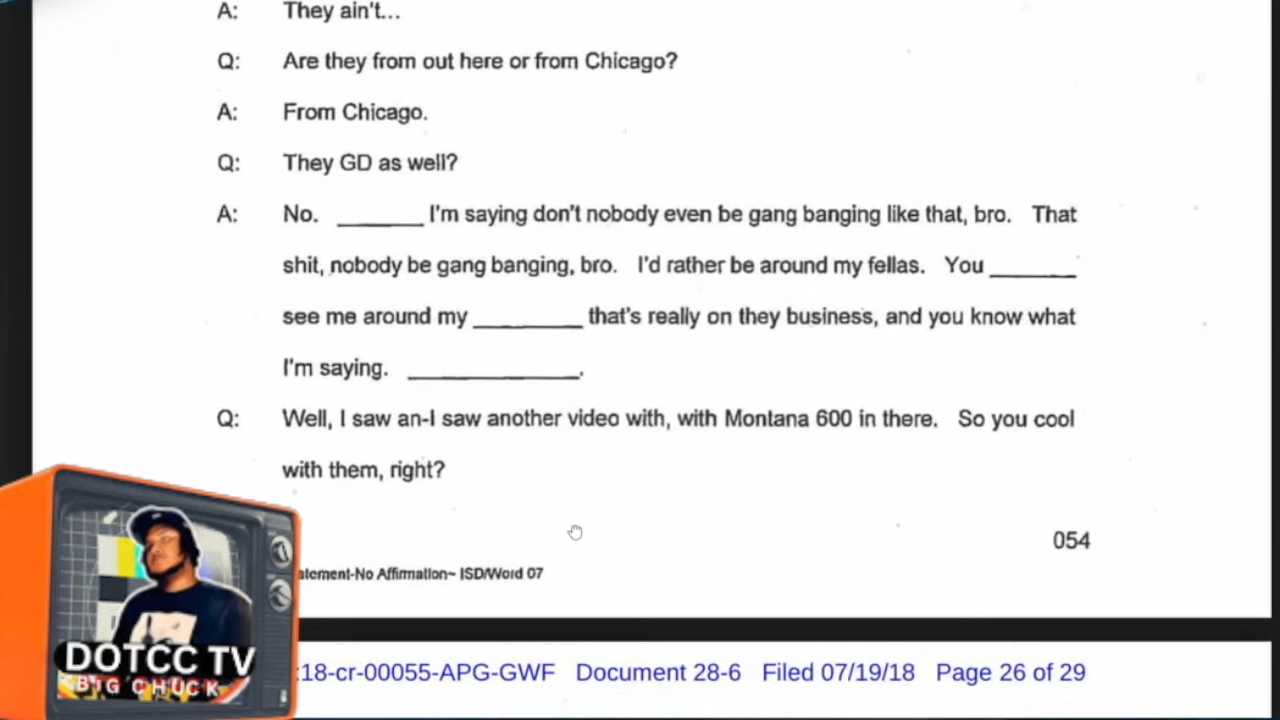 A: They ain't...
Q: Are they from out here or from Chicago?
A: From Chicago.
Q: They GD as well?
A: No. _______ I'm saying don't nobody even be gang banging like that, bro. That
shit, nobody be gang banging, bro. I'd rather be around my fellas. You _______
see me around my _________ that's really on they business, and you know what
I'm saying. ______________.
Q: Well, I saw an-I saw another video with, with Montana 600 in there. So you cool
with them, right?
054
atement-No Affirmation~ ISD/Word 07
:18-cr-00055-APG-GWF Document 28-6 Filed 07/19/18 Page 26 of 29
DOTCC TV
BIG CHUCK